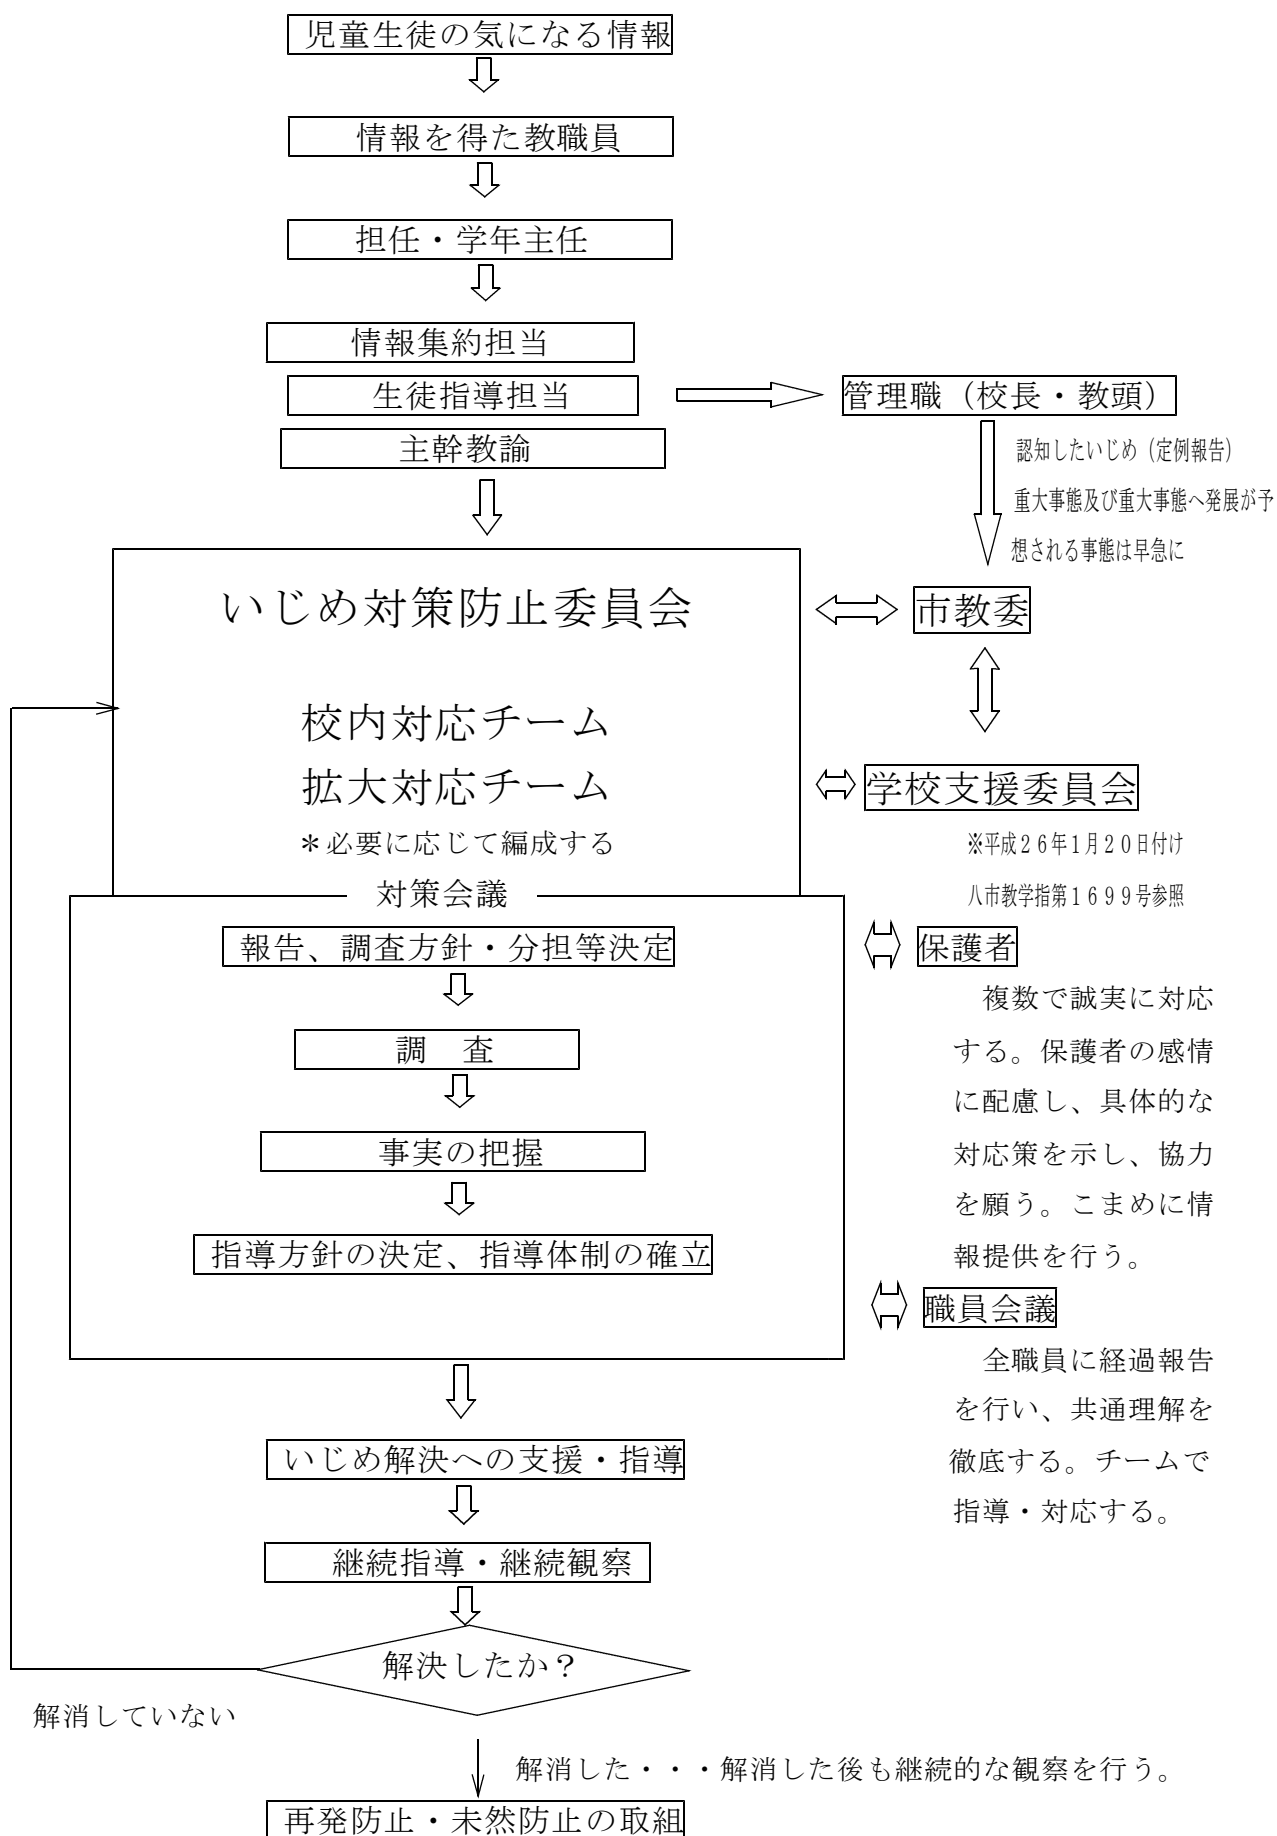 児童生徒の気になる情報
情報を得た教職員
担任・学年主任
情報集約担当
生徒指導担当
管理職（校長・教頭）
主幹教諭
認知したいじめ（定例報告）
重大事態及び重大事態へ発展が予
想される事態は早急に
いじめ対策防止委員会
市教委
校内対応チーム
拡大対応チーム
学校支援委員会
＊必要に応じて編成する
※平成２６年１月２０日付け
八市教学指第１６９９号参照
対策会議
報告、調査方針・分担等決定
保護者
複数で誠実に対応
する。保護者の感情
に配慮し、具体的な
対応策を示し、協力
を願う。こまめに情
報提供を行う。
調　査
事実の把握
指導方針の決定、指導体制の確立
職員会議
全職員に経過報告
を行い、共通理解を
徹底する。チームで
指導・対応する。
いじめ解決への支援・指導
継続指導・継続観察
解決したか？
解消していない
解消した・・・解消した後も継続的な観察を行う。
再発防止・未然防止の取組